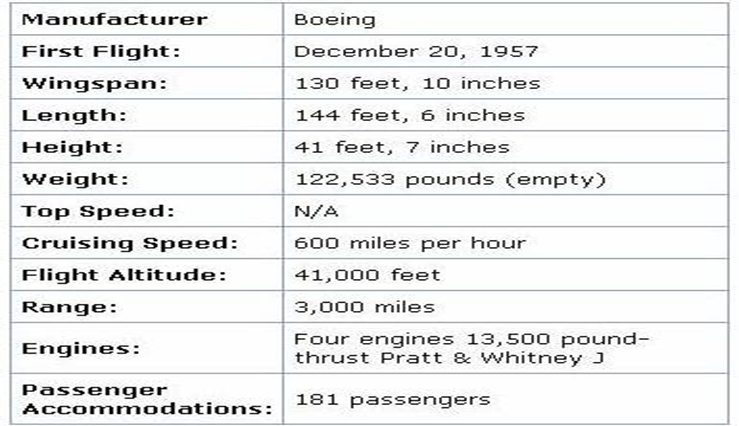 Manufacturer Boeing
First Flight: December 20, 1957
Wingspan: 130 feet, 10 inches
Length: 144 feet, 6 inches
Height: 41 feet, 7 inches
Weight: 122,533 pounds (empty)
Top Speed: N/A
Cruising Speed: 600 miles per hour
Flight Altitude: 41,000 feet
Range: 3,000 miles
Engines: Four engines 13,500 pound-
thrust Pratt & Whitney J
Passenger
Accommodations: 181 passengers